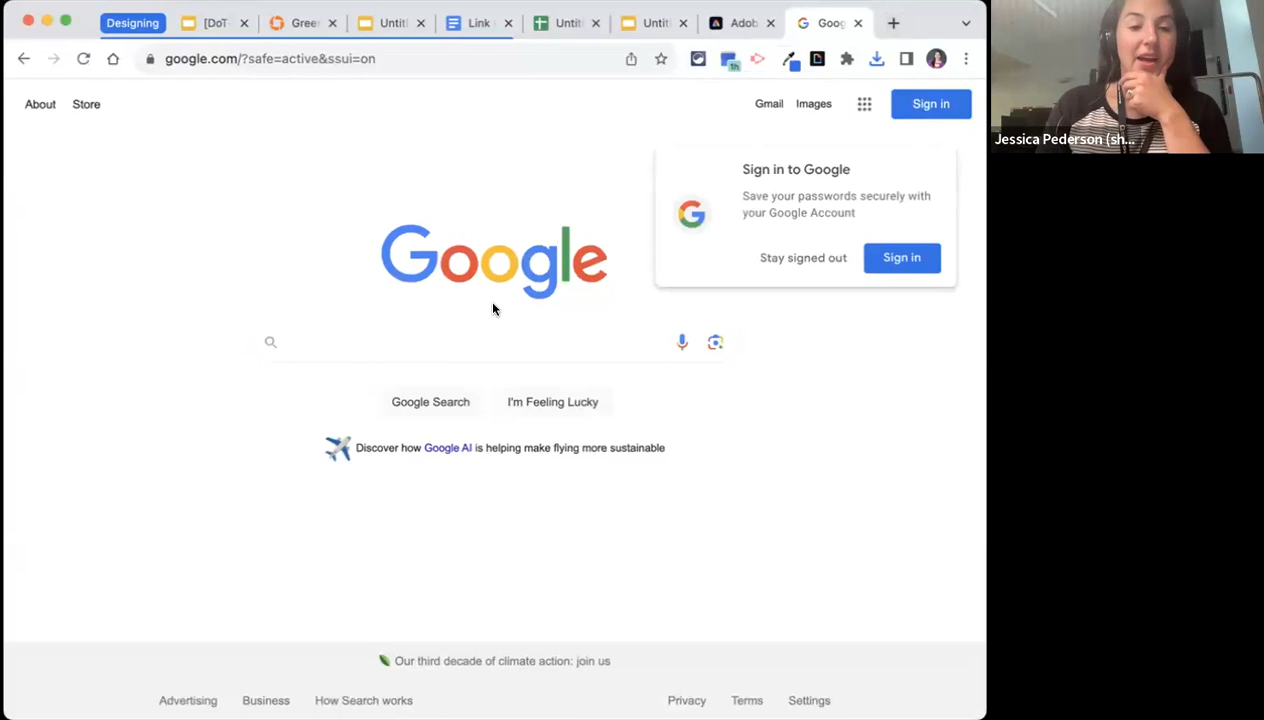 Designing
[DoT
Green
Untitl
Link
Untit
Untit
Adob
Goog
google.com/?safe=active&ssui=on
1h
About Store
Gmail Images
Sign in
Sign in to Google
Save your passwords securely with
your Google Account
Stay signed out
Sign in
Google
Google Search
I'm Feeling Lucky
Discover how Google AI is helping make flying more sustainable
Our third decade of climate action: join us
Advertising Business How Search works
Privacy Terms Settings
Jessica Pederson (sh...